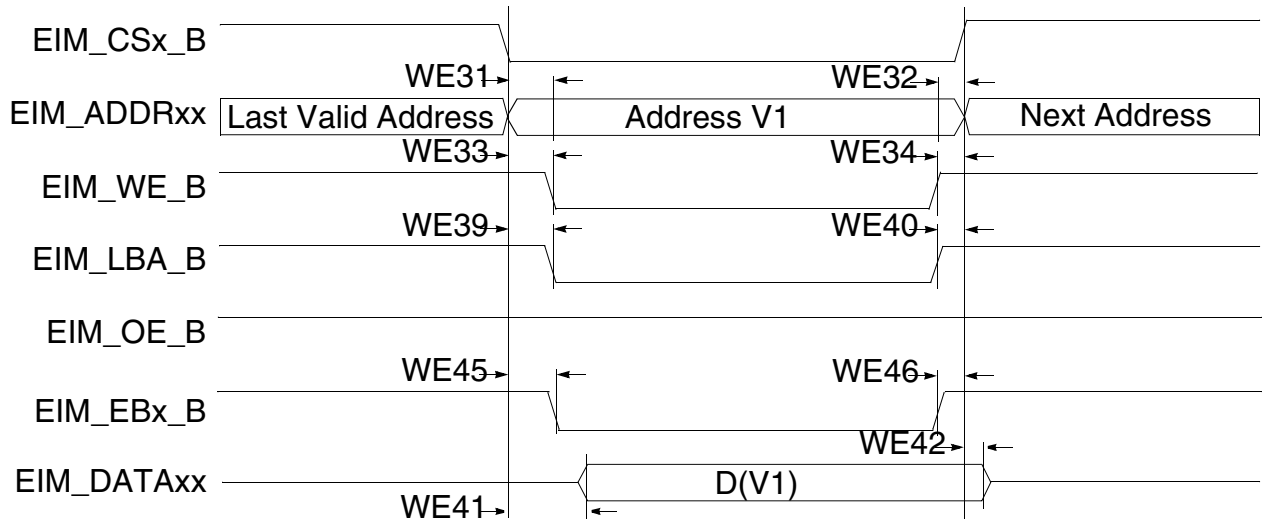 EIM_CSx_B
WE31 WE32
EIM_ADDRxx Last Valid Address Address V1 Next Address
WE33 WE34
EIM_WE_B
WE39 WE40
EIM_LBA_B
EIM_OE_B
WE45 WE46
EIM_EBx_B
WE42
EIM_DATAxx D(V1)
WE41